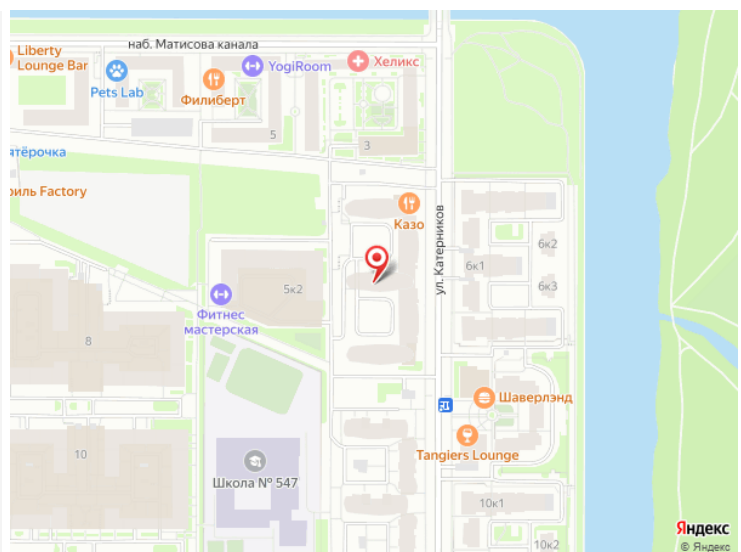 Liberty
Lounge Bar
наб. Матисова канала
Pets Lab
YogiRoom
Хеликс
Филиберт
5
3
ятёрочка
риль Factory
Казо
ул. Катерников
6к2
6к1
6к3
5к2
Фитнес
мастерская
8
Шаверлэнд
Tangiers Lounge
10
Школа № 547
10к1
10к2
Яндекс
© Яндекс